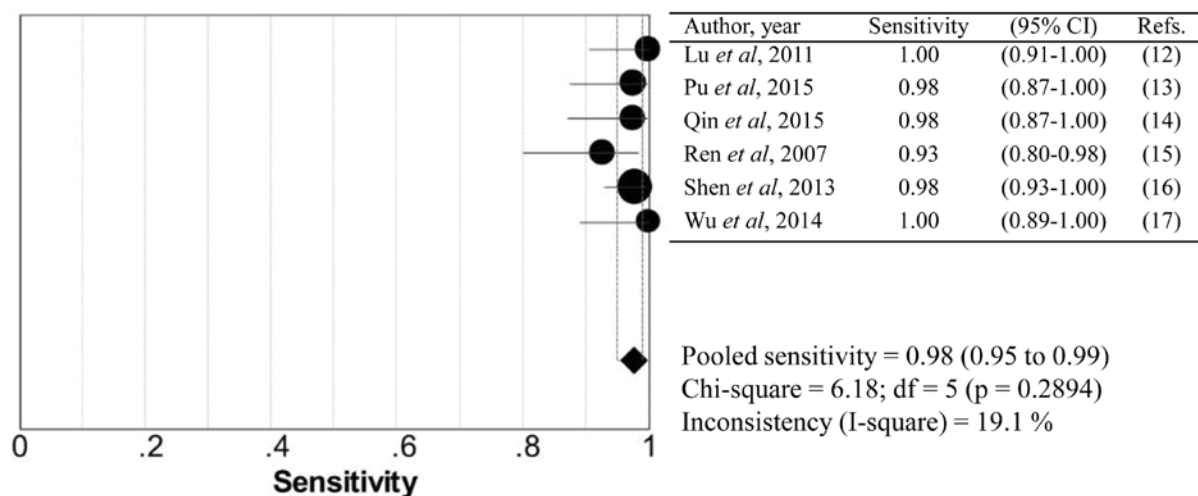 Author, year Sensitivity (95% CI) Refs.
Lu et al, 2011 1.00 (0.91-1.00) (12)
Pu et al, 2015 0.98 (0.87-1.00) (13)
Qin et al, 2015 0.98 (0.87-1.00) (14)
Ren et al, 2007 0.93 (0.80-0.98) (15)
Shen et al, 2013 0.98 (0.93-1.00) (16)
Wu et al, 2014 1.00 (0.89-1.00) (17)
Pooled sensitivity = 0.98 (0.95 to 0.99)
Chi-square = 6.18; df = 5 (p = 0.2894)
Inconsistency (I-square) = 19.1 %
0 .2 .4 .6 .8 1
Sensitivity